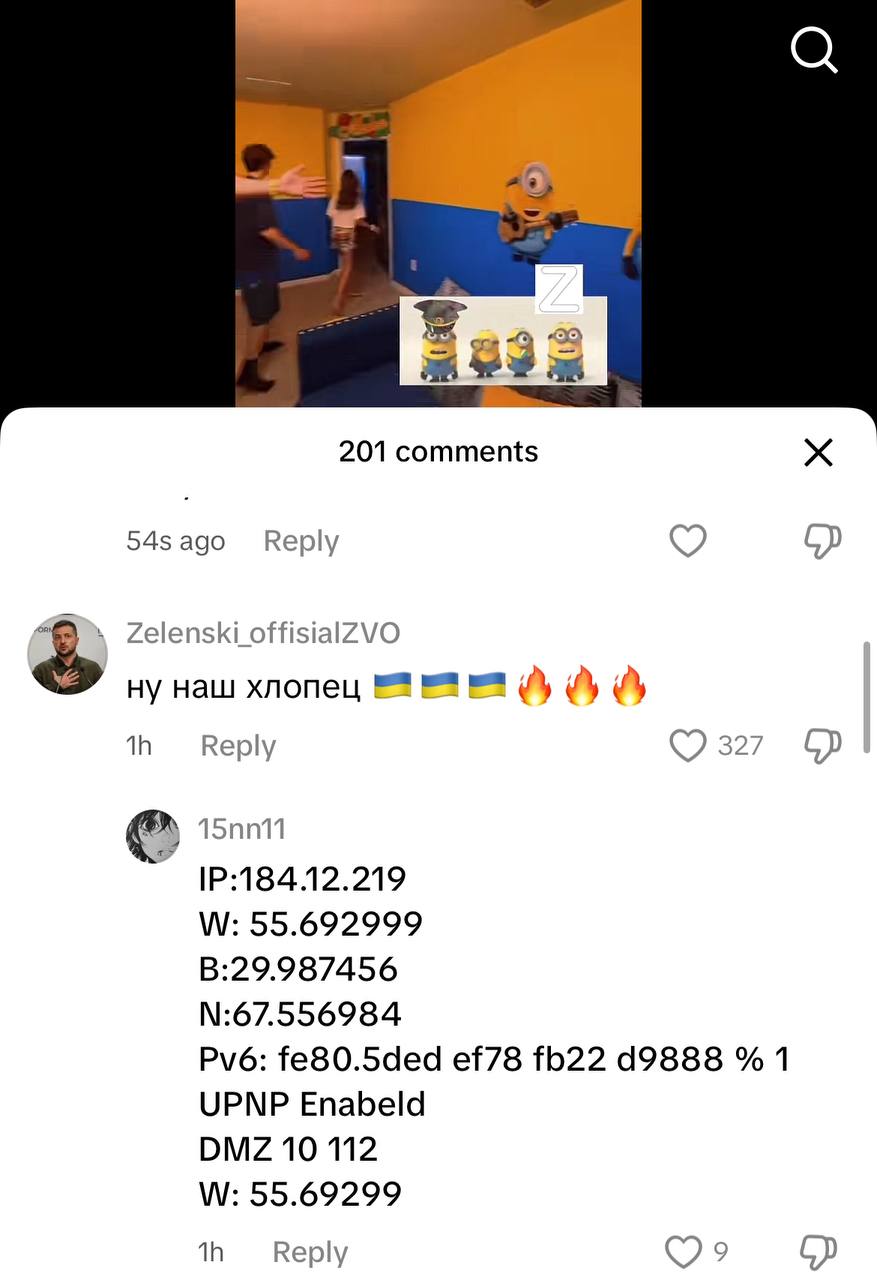 Z
201 comments
54s ago Reply
Zelenski_offisialZVO
ну наш хлопец 🇺🇦🇺🇦🇺🇦🔥🔥🔥
1h Reply 327
15nn11
IP:184.12.219
W: 55.692999
B:29.987456
N:67.556984
Pv6: fe80.5ded ef78 fb22 d9888 % 1
UPNP Enabeld
DMZ 10 112
W: 55.69299
1h Reply 9